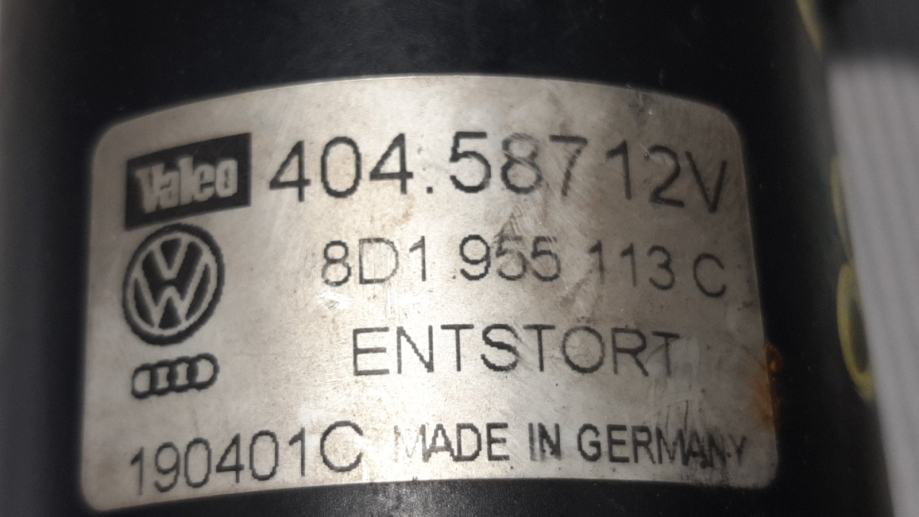 Valeo 404.587 12V
8D1 955 113 C
ENTSTORT
190401C MADE IN GERMANY